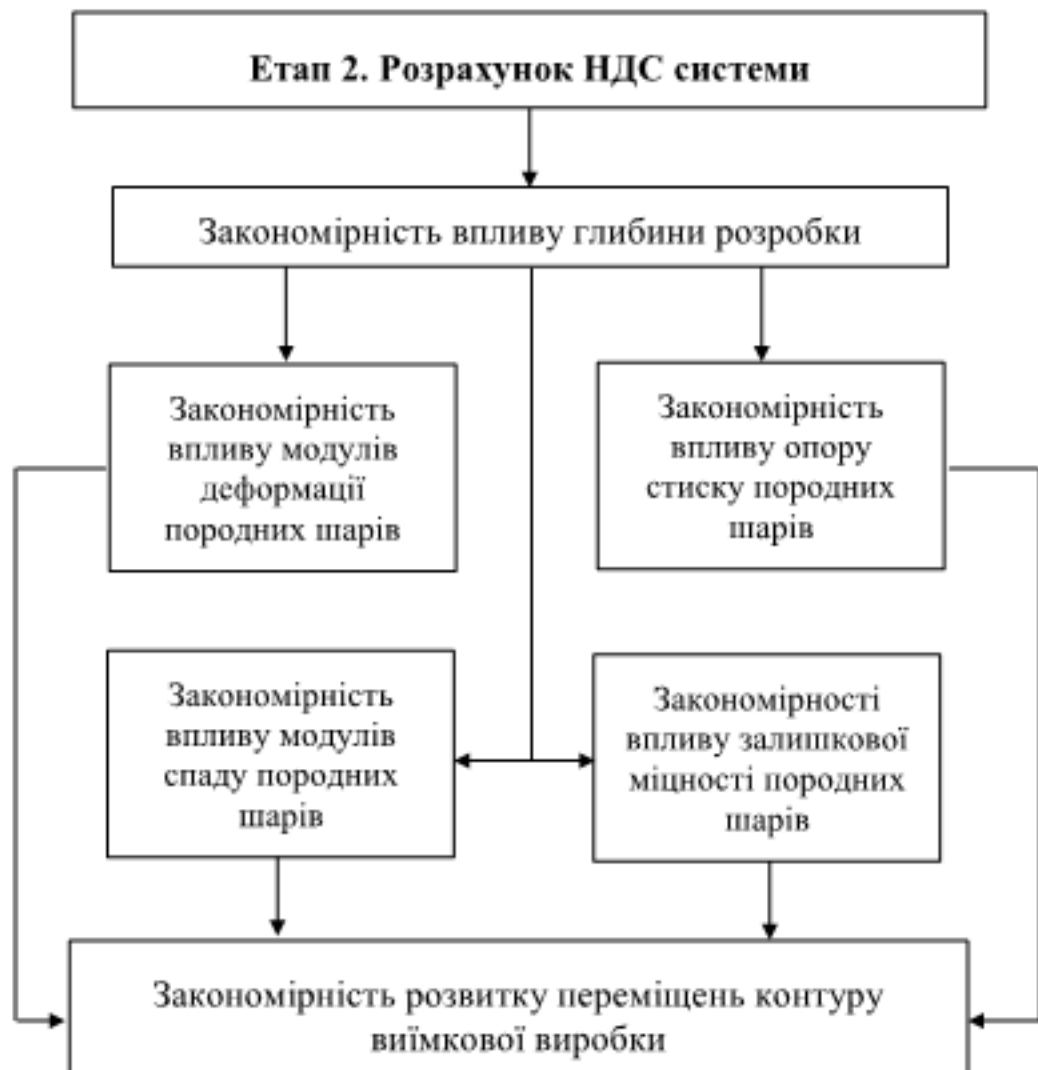 Етап 2. Розрахунок НДС системи
Закономірність впливу глибини розробки
Закономірність
впливу модулів
деформації
породних шарів
Закономірність
впливу опору
стиску породних
шарів
Закономірність
впливу модулів
спаду породних
шарів
Закономірності
впливу залишкової
міцності породних
шарів
Закономірність розвитку переміщень контуру
виїмкової виробки